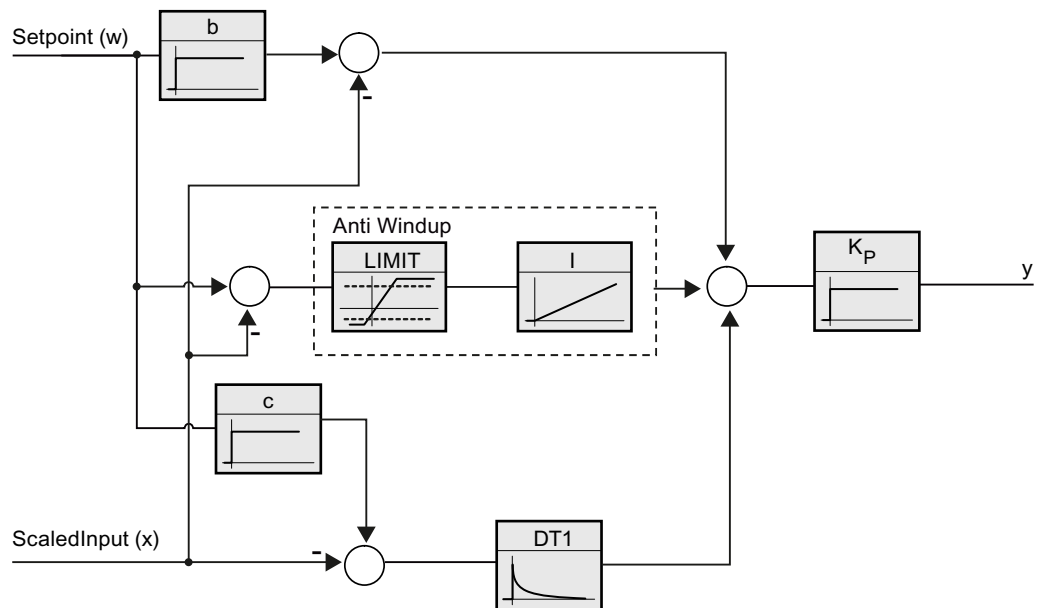 Setpoint (w)
b
-
Anti Windup
LIMIT
I
K_P
y
-
c
ScaledInput (x)
-
DT1